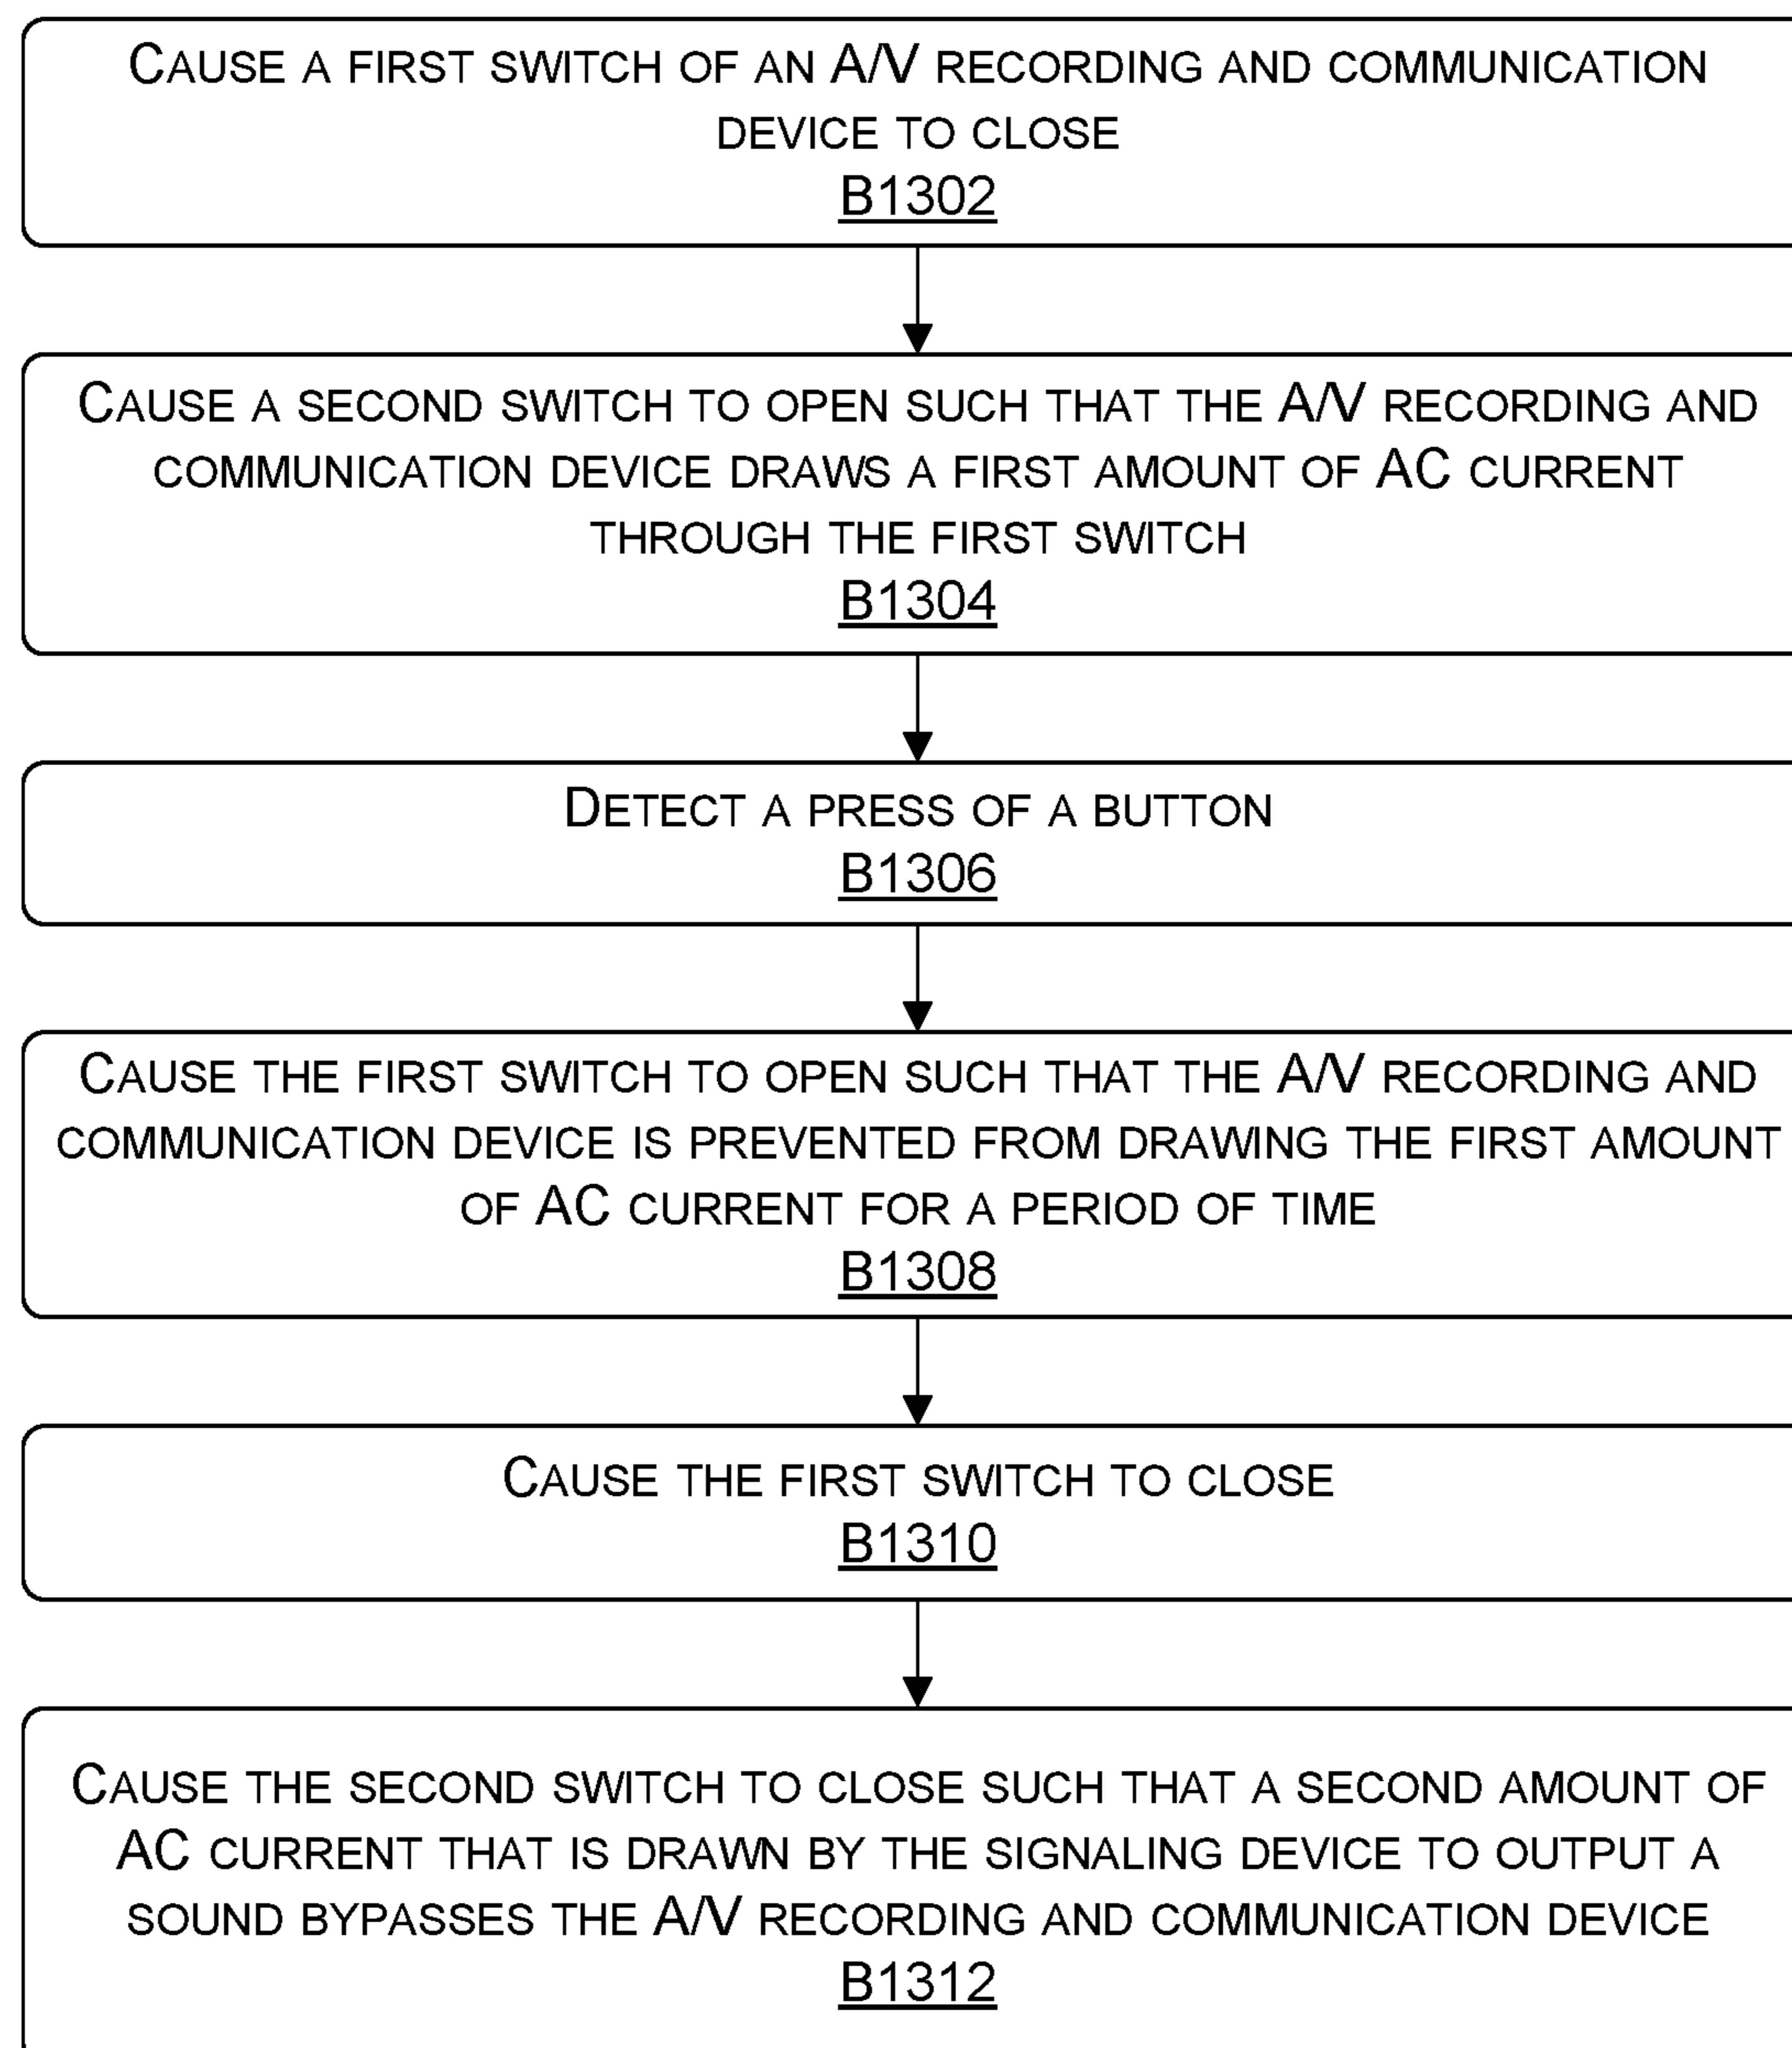 CAUSE A FIRST SWITCH OF AN A/V RECORDING AND COMMUNICATION
DEVICE TO CLOSE
B1302
CAUSE A SECOND SWITCH TO OPEN SUCH THAT THE A/V RECORDING AND
COMMUNICATION DEVICE DRAWS A FIRST AMOUNT OF AC CURRENT
THROUGH THE FIRST SWITCH
B1304
DETECT A PRESS OF A BUTTON
B1306
CAUSE THE FIRST SWITCH TO OPEN SUCH THAT THE A/V RECORDING AND
COMMUNICATION DEVICE IS PREVENTED FROM DRAWING THE FIRST AMOUNT
OF AC CURRENT FOR A PERIOD OF TIME
B1308
CAUSE THE FIRST SWITCH TO CLOSE
B1310
CAUSE THE SECOND SWITCH TO CLOSE SUCH THAT A SECOND AMOUNT OF
AC CURRENT THAT IS DRAWN BY THE SIGNALING DEVICE TO OUTPUT A
SOUND BYPASSES THE A/V RECORDING AND COMMUNICATION DEVICE
B1312